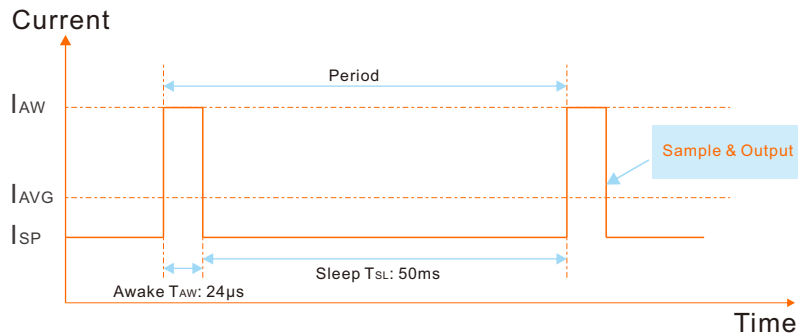 Current
Period
IAW
Sample & Output
IAVG
ISP
Sleep TSL: 50ms
Awake TAW: 24μs
Time